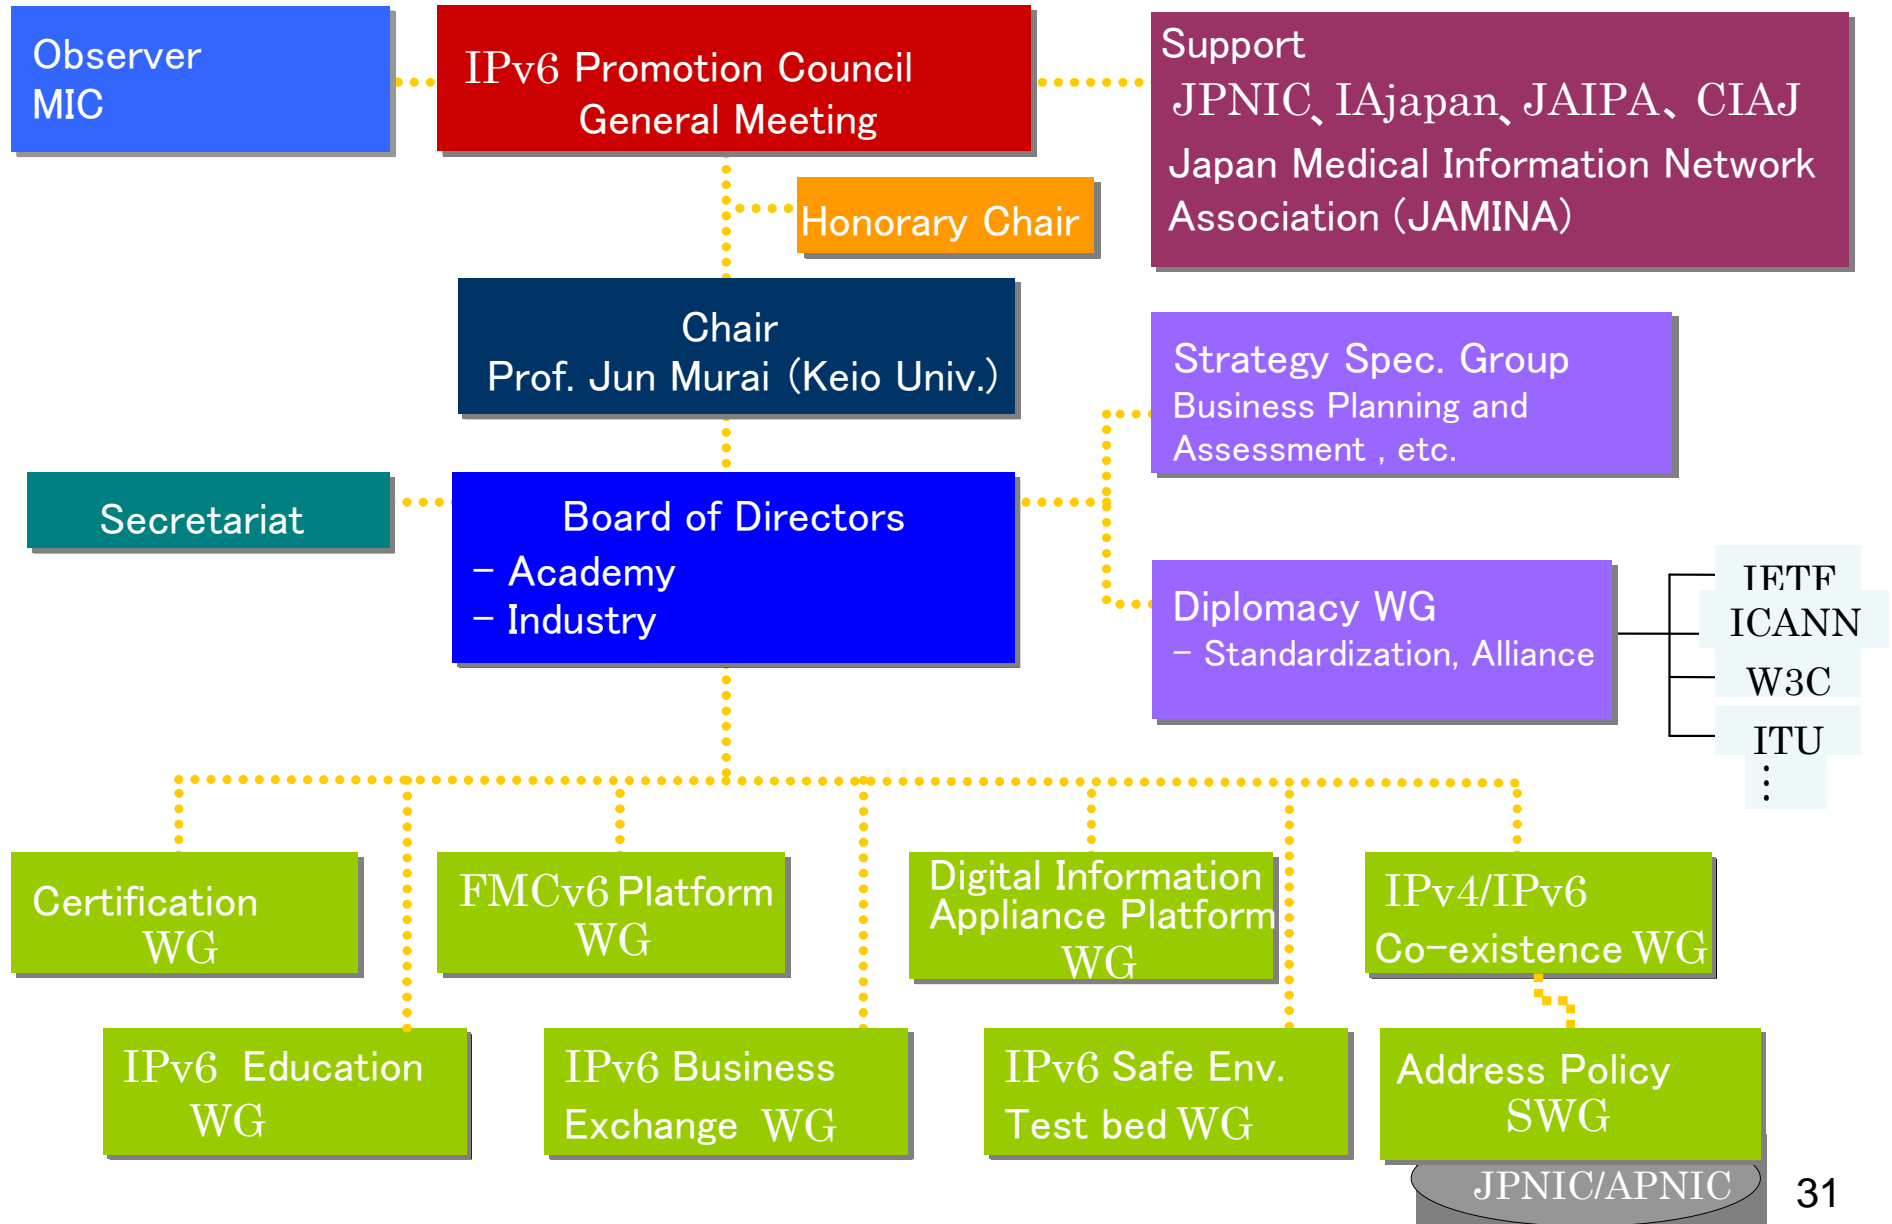 Observer
MIC
IPv6 Promotion Council
General Meeting
Support
JPNIC、IAjapan、JAIPA、CIAJ
Japan Medical Information Network
Association (JAMINA)
Honorary Chair
Chair
Prof. Jun Murai (Keio Univ.)
Strategy Spec. Group
Business Planning and
Assessment , etc.
Secretariat
Board of Directors
- Academy
- Industry
Diplomacy WG
- Standardization, Alliance
IETF
ICANN
W3C
ITU
⋮
Certification
WG
FMCv6 Platform
WG
Digital Information
Appliance Platform
WG
IPv4/IPv6
Co-existence WG
IPv6 Education
WG
IPv6 Business
Exchange WG
IPv6 Safe Env.
Test bed WG
Address Policy
SWG
JPNIC/APNIC
31